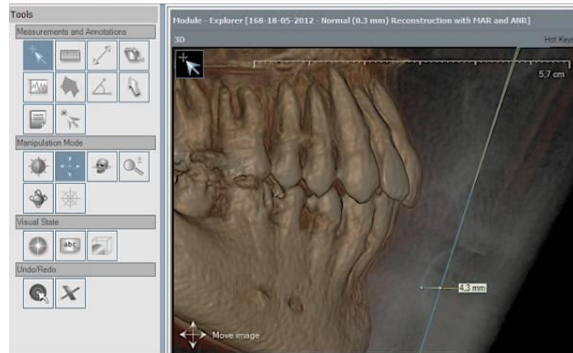 Tools
Measurements and Annotations
Manipulation Mode
abc
Visual State
Undo/Redo
Module - Explorer [168-18-05-2012 - Normal (0.3 mm) Reconstruction with MAR and ANR]
3D
Hot Keys
5,7 cm
4,3 mm
Move image